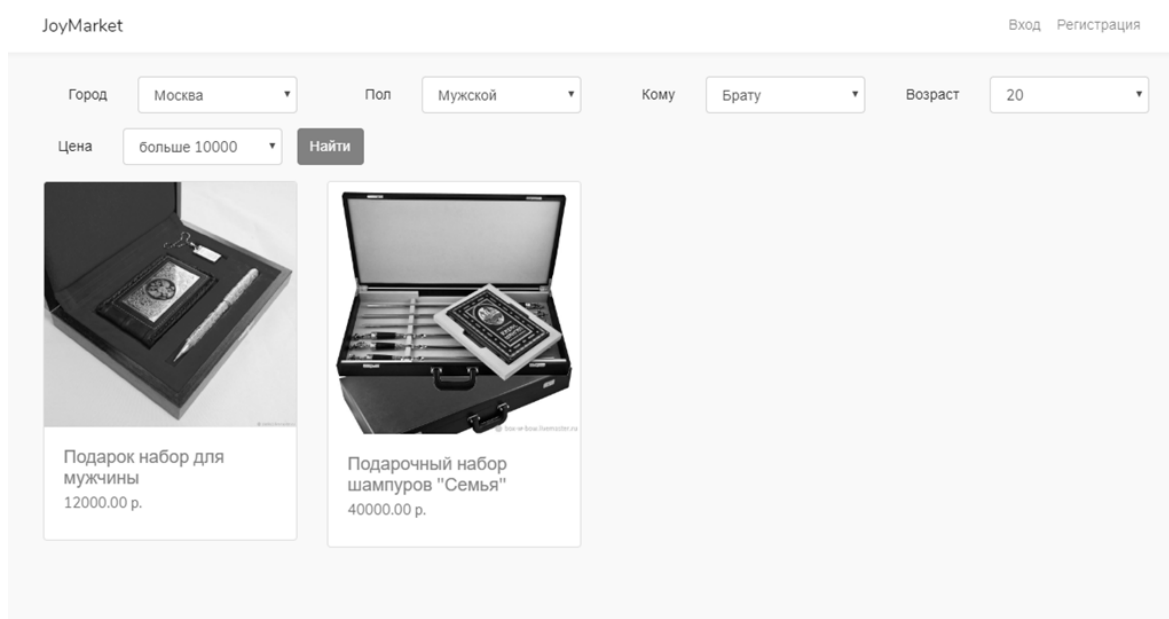 JoyMarket
Вход Регистрация
Город Москва Пол Мужской Кому Брату Возраст 20
Цена больше 10000 Найти
Подарок набор для
мужчины
12000.00 р.
Подарочный набор
шампуров "Семья"
40000.00 р.